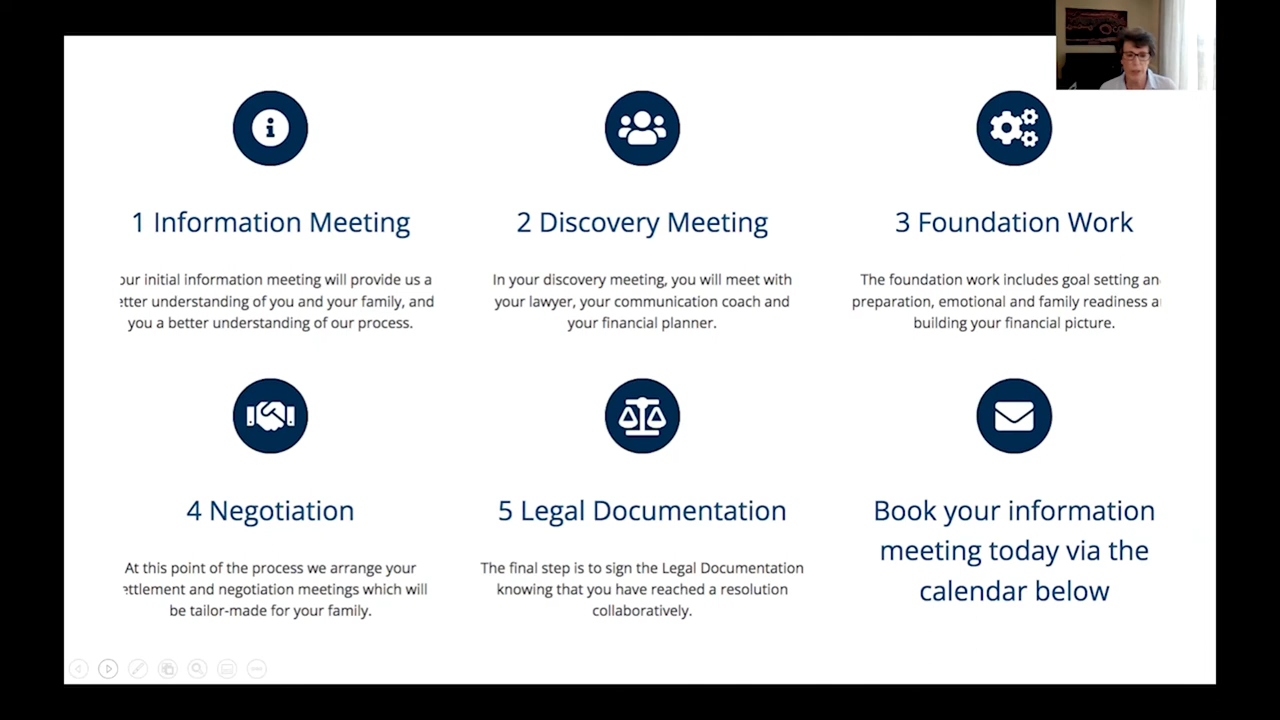 1 Information Meeting
our initial information meeting will provide us a
etter understanding of you and your family, and
you a better understanding of our process.
2 Discovery Meeting
In your discovery meeting, you will meet with
your lawyer, your communication coach and
your financial planner.
3 Foundation Work
The foundation work includes goal setting an
preparation, emotional and family readiness a
building your financial picture.
4 Negotiation
At this point of the process we arrange your
ettlement and negotiation meetings which will
be tailor-made for your family.
5 Legal Documentation
The final step is to sign the Legal Documentation
knowing that you have reached a resolution
collaboratively.
Book your information
meeting today via the
calendar below